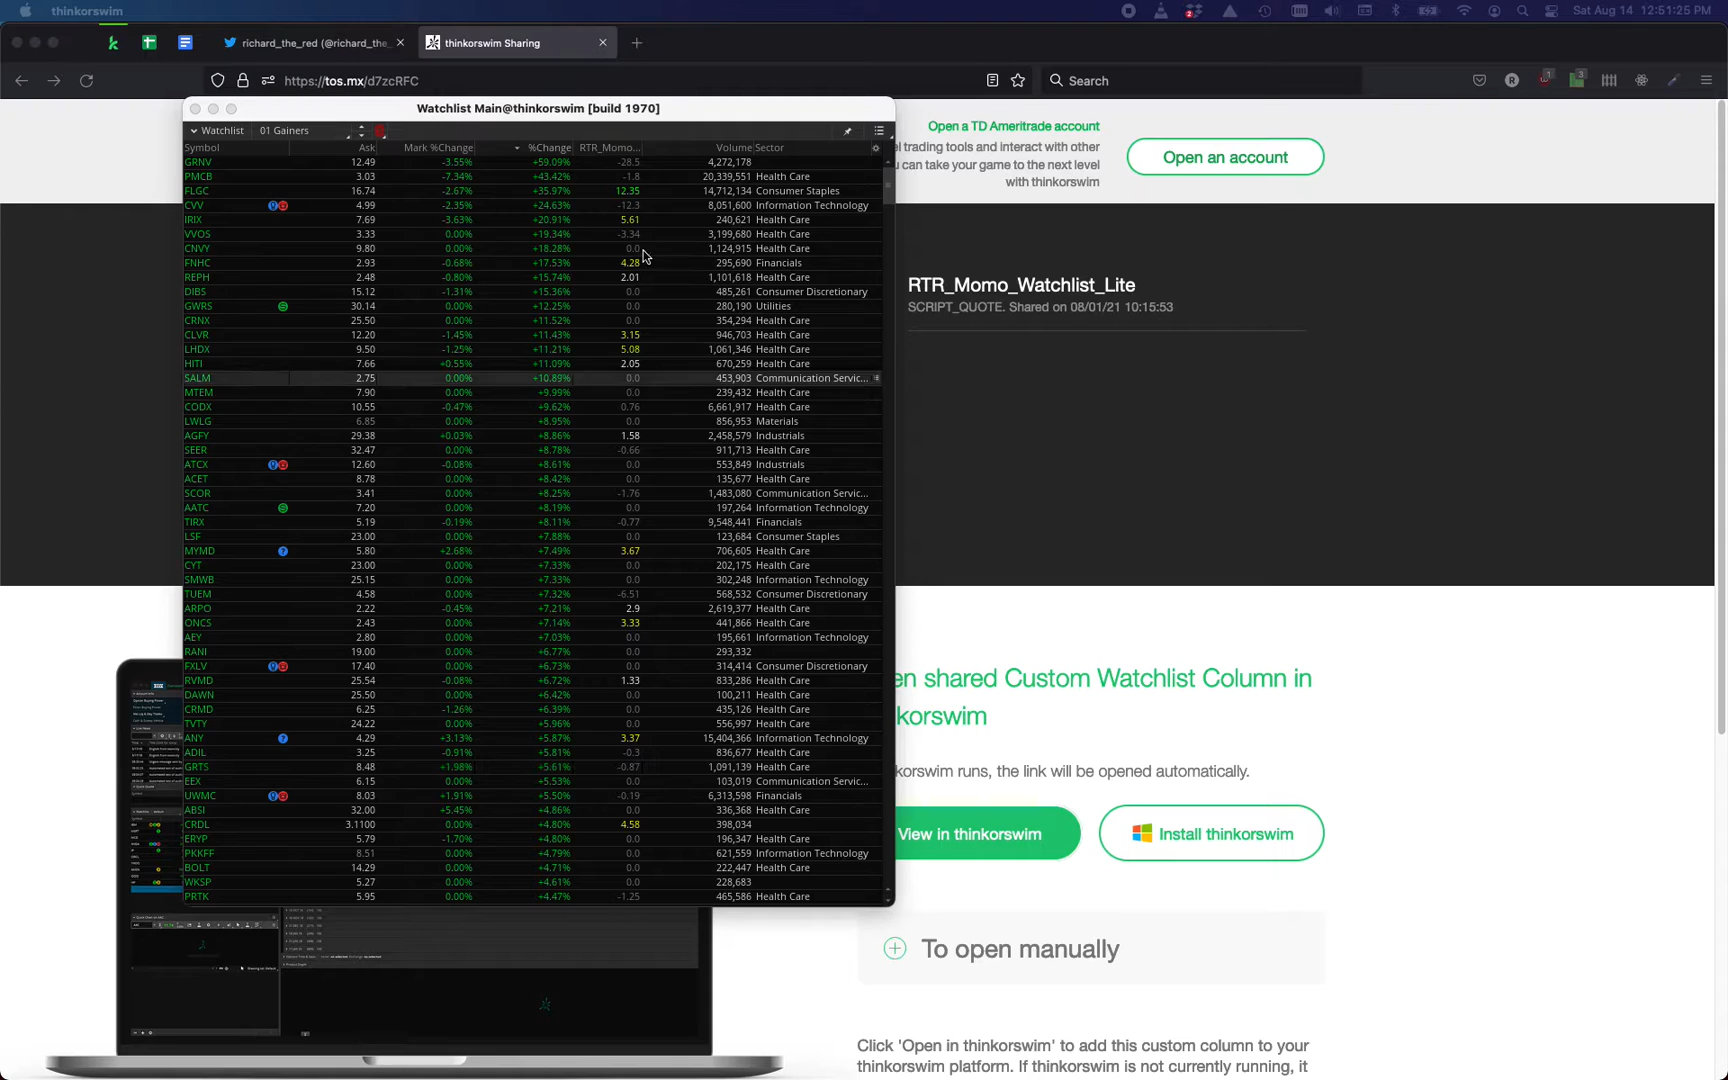 thinkorswim
Sat Aug 14 12:51:25 PM
richard_the_red (@richard_the_
thinkorswim Sharing
https://tos.mx/d7zcRFC
Search
Watchlist Main@thinkorswim [build 1970]
Watchlist 01 Gainers
Symbol Ask Mark %Change %Change RTR_Momo... Volume Sector
GRNV 12.49 -3.55% +59.09% -28.5 4,272,178
PMCB 3.03 -7.34% +43.42% -1.8 20,339,551 Health Care
FLGC 16.74 -2.67% +35.97% 12.35 14,712,134 Consumer Staples
CVV 4.99 -2.35% +24.63% -12.3 8,051,600 Information Technology
IRIX 7.69 -3.63% +20.91% 5.61 240,621 Health Care
VVOS 3.33 0.00% +19.34% -3.34 3,199,680 Health Care
CNVY 9.80 0.00% +18.28% 0.0 1,124,915 Health Care
FNHC 2.93 -0.68% +17.53% 4.28 295,690 Financials
REPH 2.48 -0.80% +15.74% 2.01 1,101,618 Health Care
DIBS 15.12 -1.31% +15.36% 0.0 485,261 Consumer Discretionary
GWRS 30.14 0.00% +12.25% 0.0 280,190 Utilities
CRNX 25.50 0.00% +11.52% 0.0 354,294 Health Care
CLVR 12.20 -1.45% +11.43% 3.15 946,703 Health Care
LHDX 9.50 -1.25% +11.21% 5.08 1,061,346 Health Care
HITI 7.66 +0.55% +11.09% 2.05 670,259 Health Care
SALM 2.75 0.00% +10.89% 0.0 453,903 Communication Servic...
MTEM 7.90 0.00% +9.99% 0.0 239,432 Health Care
CODX 10.55 -0.47% +9.62% 0.76 6,661,917 Health Care
LWLG 6.85 0.00% +8.95% 0.0 856,953 Materials
AGFY 29.38 +0.03% +8.86% 1.58 2,458,579 Industrials
SEER 32.47 0.00% +8.78% -0.66 911,713 Health Care
ATCX 12.60 -0.08% +8.61% 0.0 553,849 Industrials
ACET 8.78 0.00% +8.42% 0.0 135,677 Health Care
SCOR 3.41 0.00% +8.25% -1.76 1,483,080 Communication Servic...
AATC 7.20 0.00% +8.19% 0.0 197,264 Information Technology
TIRX 5.19 -0.19% +8.11% -0.77 9,548,441 Financials
LSF 23.00 0.00% +7.88% 0.0 123,684 Consumer Staples
MYMD 5.80 +2.68% +7.49% 3.67 706,605 Health Care
CYT 23.00 0.00% +7.33% 0.0 202,175 Health Care
SMWB 25.15 0.00% +7.33% 0.0 302,248 Information Technology
TUEM 4.58 0.00% +7.32% -6.51 568,532 Consumer Discretionary
ARPO 2.22 -0.45% +7.21% 2.9 2,619,377 Health Care
ONCS 2.43 0.00% +7.14% 3.33 441,866 Health Care
AEY 2.80 0.00% +7.03% 0.0 195,661 Information Technology
RANI 19.00 0.00% +6.77% 0.0 293,332
FXLV 17.40 0.00% +6.73% 0.0 314,414 Consumer Discretionary
RVMD 25.54 -0.08% +6.72% 1.33 833,286 Health Care
DAWN 25.50 0.00% +6.42% 0.0 100,211 Health Care
CRMD 6.25 -1.26% +6.39% 0.0 435,126 Health Care
TVTY 24.22 0.00% +5.96% 0.0 556,997 Health Care
ANY 4.29 +3.13% +5.87% 3.37 15,404,366 Information Technology
ADIL 3.25 -0.91% +5.81% -0.3 836,677 Health Care
GRTS 8.48 +1.98% +5.61% -0.87 1,091,139 Health Care
EEX 6.15 0.00% +5.53% 0.0 103,019 Communication Servic...
UWMC 8.03 +1.91% +5.50% -0.19 6,313,598 Financials
ABSI 32.00 +5.45% +4.86% 0.0 336,368 Health Care
CRDL 3.1100 0.00% +4.80% 4.58 398,034
ERYP 5.79 -1.70% +4.80% 0.0 196,347 Health Care
PKKFF 8.51 0.00% +4.79% 0.0 621,559 Information Technology
BOLT 14.29 0.00% +4.71% 0.0 222,447 Health Care
WKSP 5.27 0.00% +4.61% 0.0 228,683
PRTK 5.95 0.00% +4.47% -1.25 465,586 Health Care
Open a TD Ameritrade account
el trading tools and interact with other
u can take your game to the next level
with thinkorswim
Open an account
RTR_Momo_Watchlist_Lite
SCRIPT_QUOTE. Shared on 08/01/21 10:15:53
en shared Custom Watchlist Column in
korswim
korswim runs, the link will be opened automatically.
View in thinkorswim
Install thinkorswim
To open manually
Click 'Open in thinkorswim' to add this custom column to your
thinkorswim platform. If thinkorswim is not currently running, it